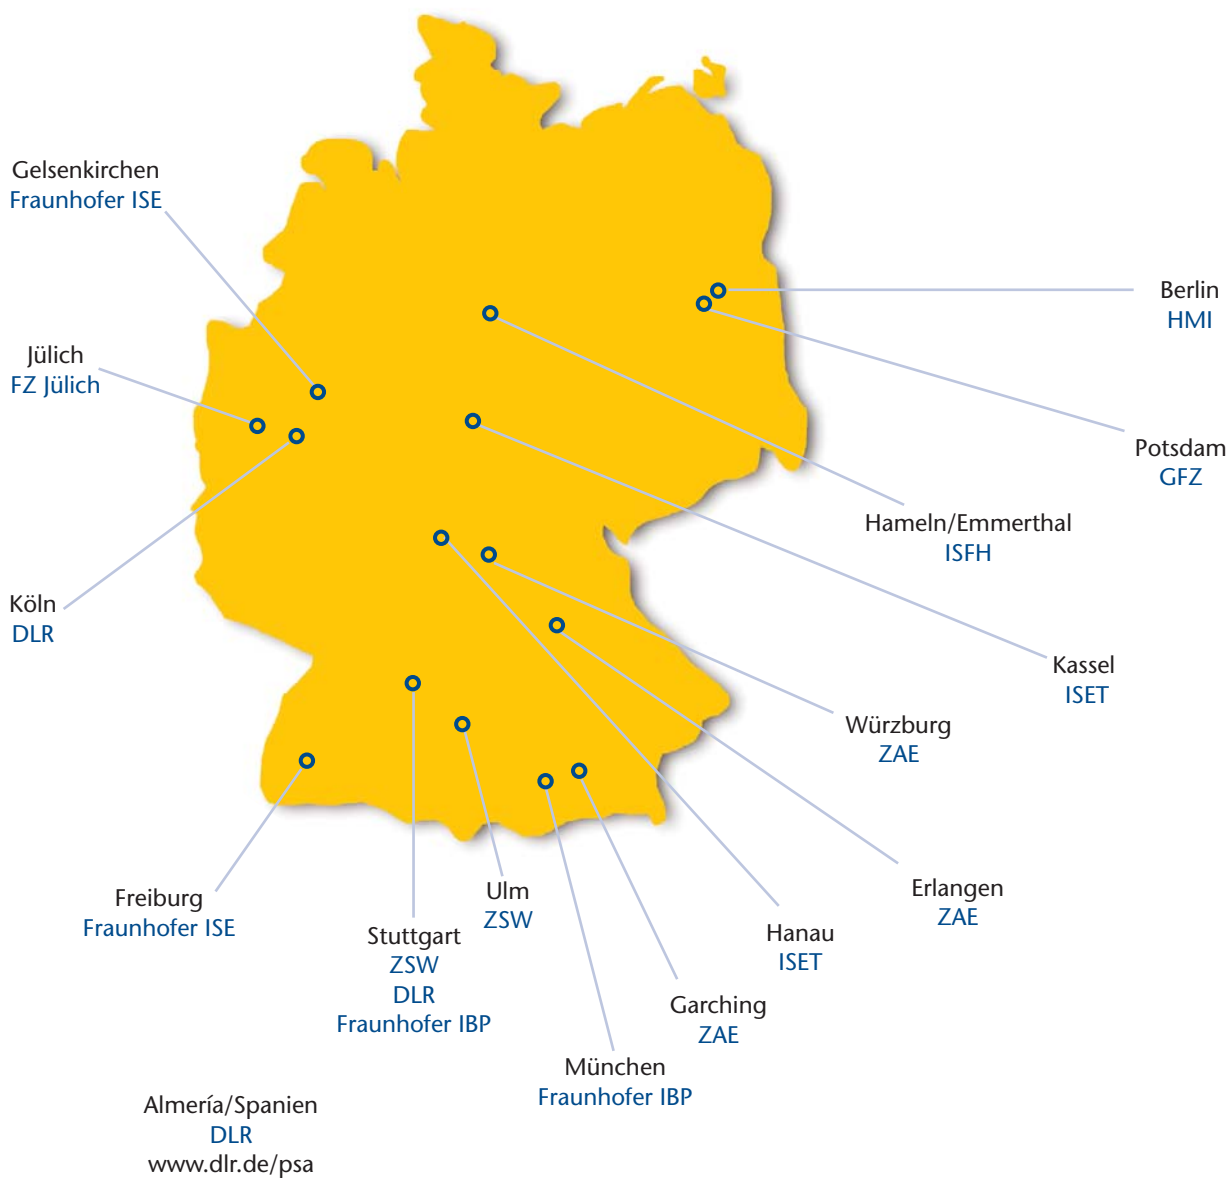 Gelsenkirchen
Fraunhofer ISE
Berlin
HMI
Jülich
FZ Jülich
Potsdam
GFZ
Hameln/Emmerthal
ISFH
Köln
DLR
Kassel
ISET
Würzburg
ZAE
Freiburg
Fraunhofer ISE
Ulm
ZSW
Erlangen
ZAE
Stuttgart
ZSW
DLR
Fraunhofer IBP
Hanau
ISET
Garching
ZAE
München
Fraunhofer IBP
Almería/Spanien
DLR
www.dlr.de/psa